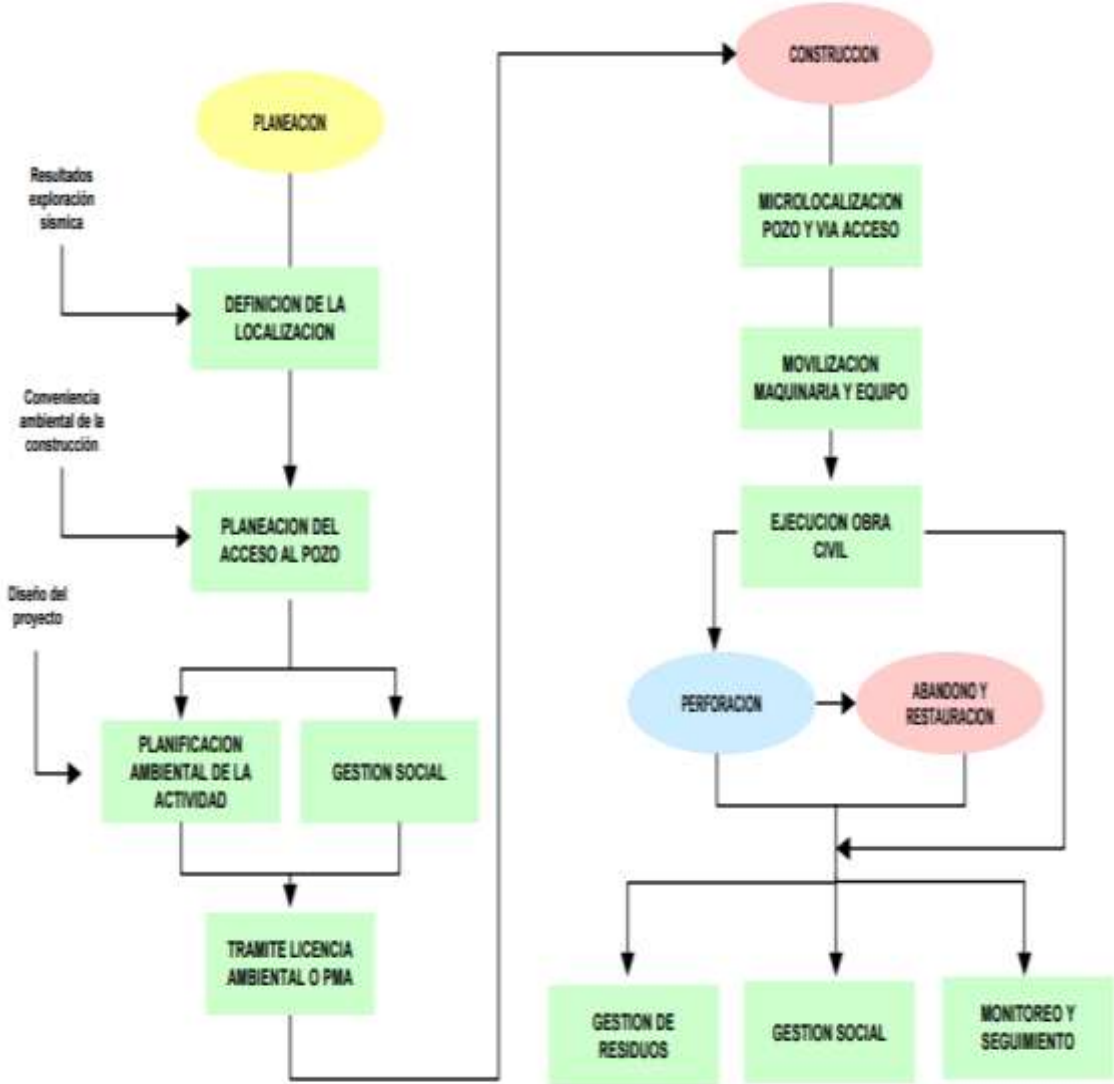 PLANEACION
Resultados
exploración
sísmica
DEFINICION DE LA
LOCALIZACION
Conveniencia
ambiental de la
construcción
PLANEACION DEL
ACCESO AL POZO
Diseño del
proyecto
PLANIFICACION
AMBIENTAL DE LA
ACTIVIDAD
GESTION SOCIAL
TRAMITE LICENCIA
AMBIENTAL O PMA
CONSTRUCCION
MICROLOCALIZACION
POZO Y VIA ACCESO
MOVILIZACION
MAQUINARIA Y EQUIPO
EJECUCION OBRA
CIVIL
PERFORACION
ABANDONO Y
RESTAURACION
GESTION DE
RESIDUOS
GESTION SOCIAL
MONITOREO Y
SEGUIMIENTO